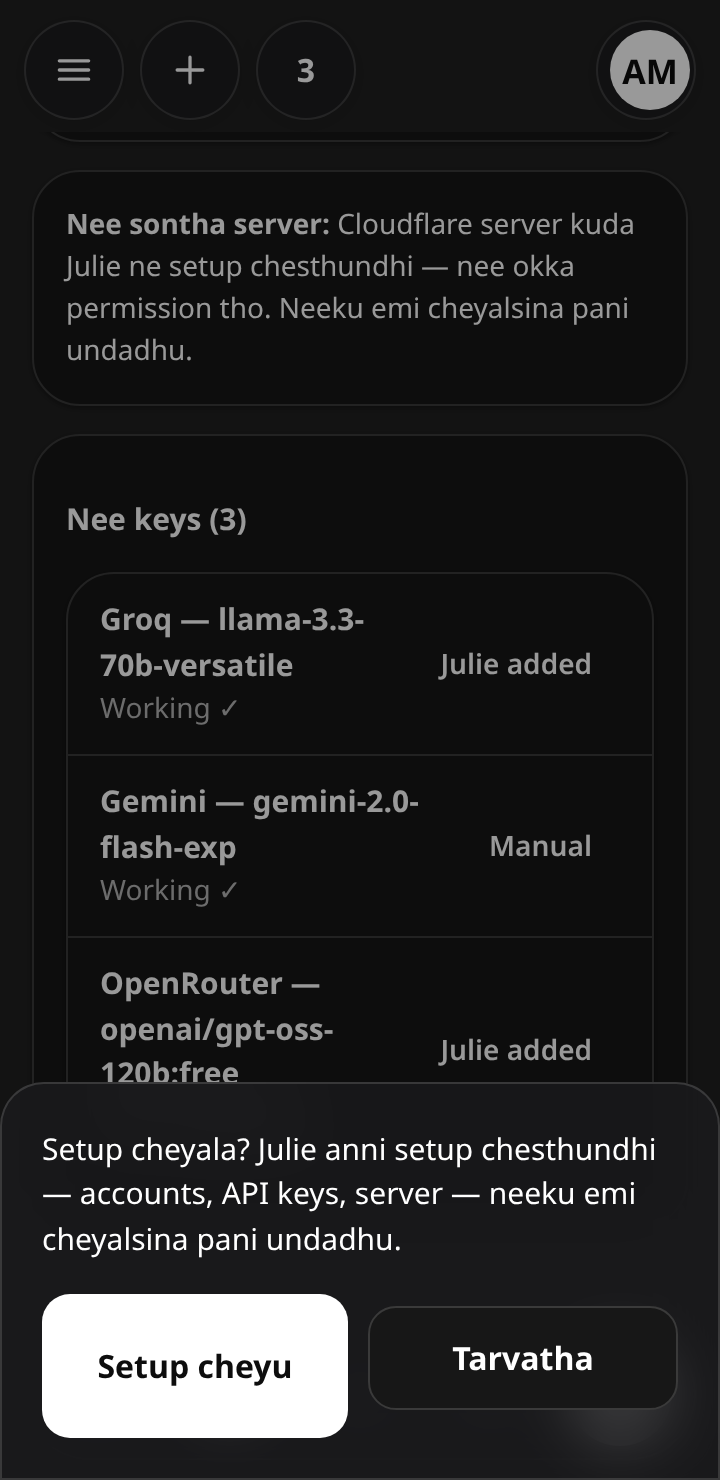 3
AM
Nee sontha server: Cloudflare server kuda
Julie ne setup chesthundhi — nee okka
permission tho. Neeku emi cheyalsina pani
undadhu.
Nee keys (3)
Groq — llama-3.3-
70b-versatile
Julie added
Working ✓
Gemini — gemini-2.0-
flash-exp
Manual
Working ✓
OpenRouter —
openai/gpt-oss-
120b:free
Julie added
Setup cheyala? Julie anni setup chesthundhi
— accounts, API keys, server — neeku emi
cheyalsina pani undadhu.
Setup cheyu
Tarvatha